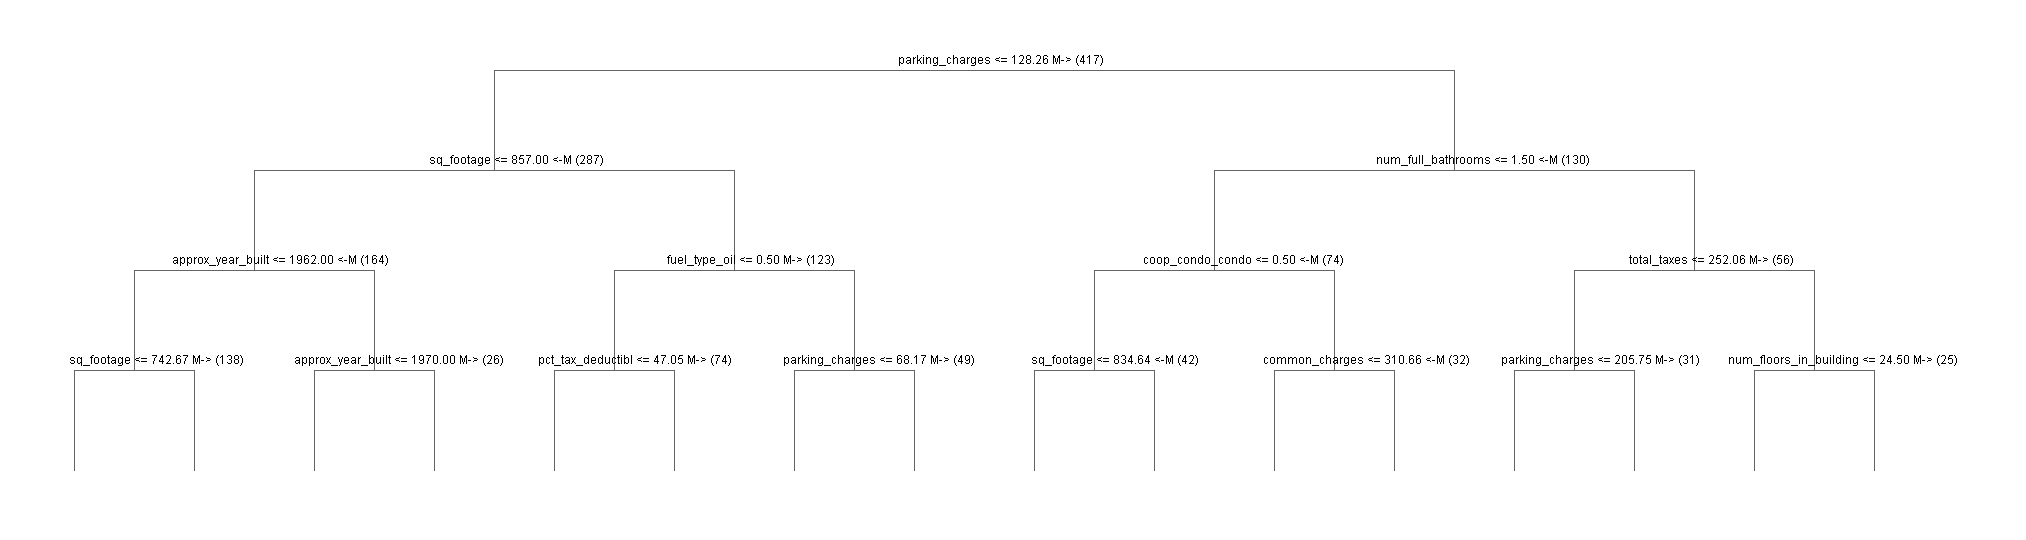 parking_charges <= 128.26 M-> (417)
sq_footage <= 857.00 <-M (287)
num_full_bathrooms <= 1.50 <-M (130)
approx_year_built <= 1962.00 <-M (164)
fuel_type_oil <= 0.50 M-> (123)
coop_condo_condo <= 0.50 <-M (74)
total_taxes <= 252.06 M-> (56)
sq_footage <= 742.67 M-> (138)
approx_year_built <= 1970.00 M-> (26)
pct_tax_deductibl <= 47.05 M-> (74)
parking_charges <= 68.17 M-> (49)
sq_footage <= 834.64 <-M (42)
common_charges <= 310.66 <-M (32)
parking_charges <= 205.75 M-> (31)
num_floors_in_building <= 24.50 M-> (25)